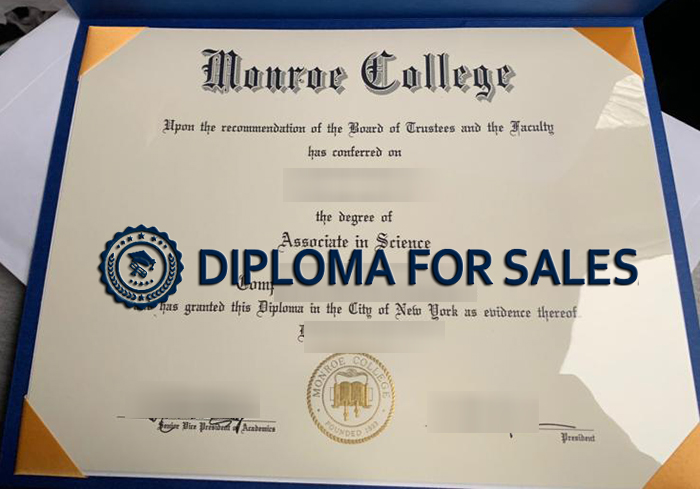 Monroe College
Upon the recommendation of the Board of Trustees and the Faculty
has conferred on
the degree of
Associate in Science
DIPLOMA FOR SALES
has granted this Diploma in the City of New York as evidence thereof
MONROE COLLEGE
FOUNDED 1933
Senior Vice President of Academics
President